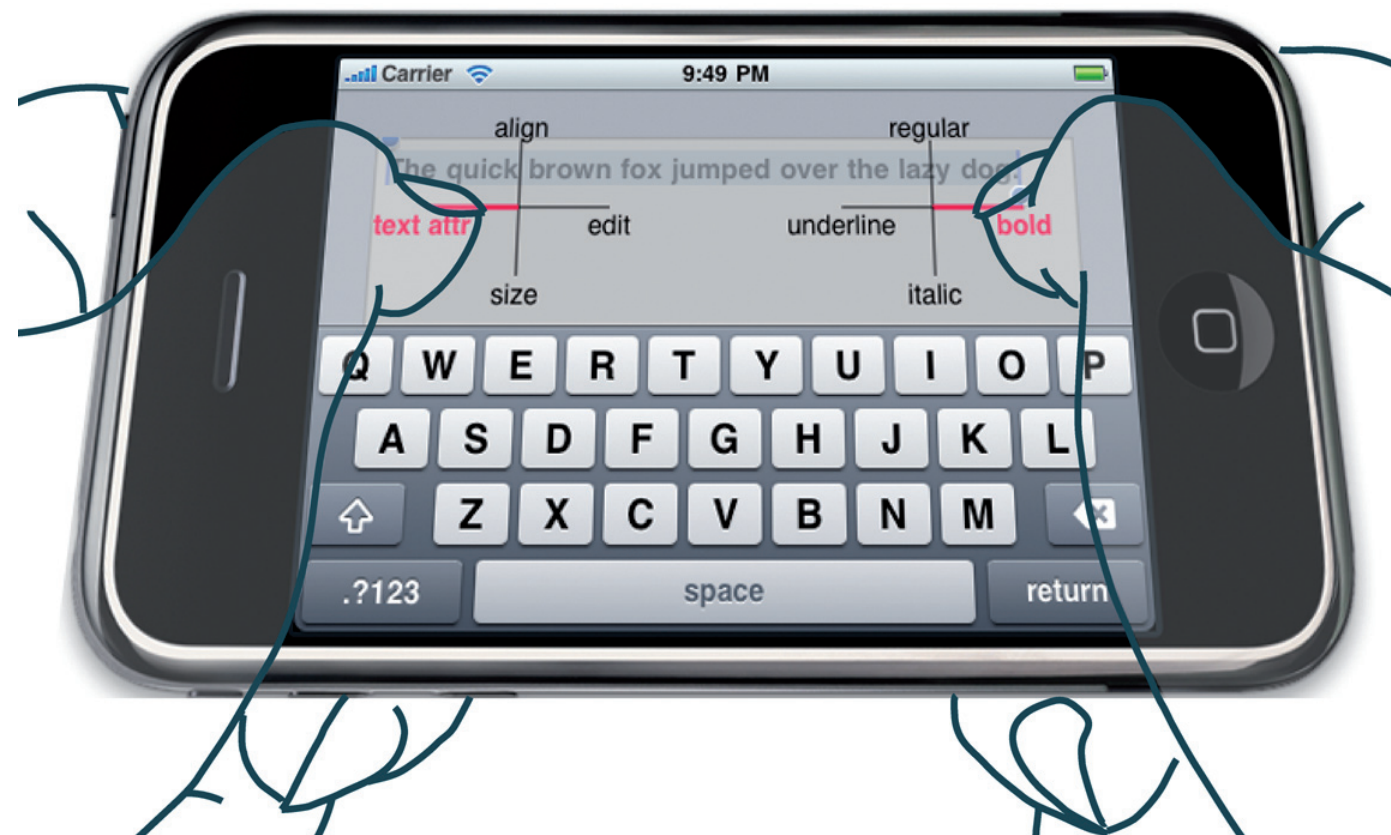 Carrier 9:49 PM
align regular
The quick brown fox jumped over the lazy dog.
text attr edit underline bold
size italic
Q W E R T Y U I O P
A S D F G H J K L
Z X C V B N M
.?123 space return